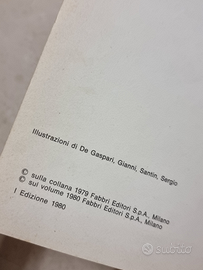 Illustrazioni di De Gaspari, Gianni, Santin, Sergio
© sulla collana 1979 Fabbri Editori S.p.A., Milano
© sul volume 1980 Fabbri Editori S.p.A., Milano
I Edizione 1980
subito